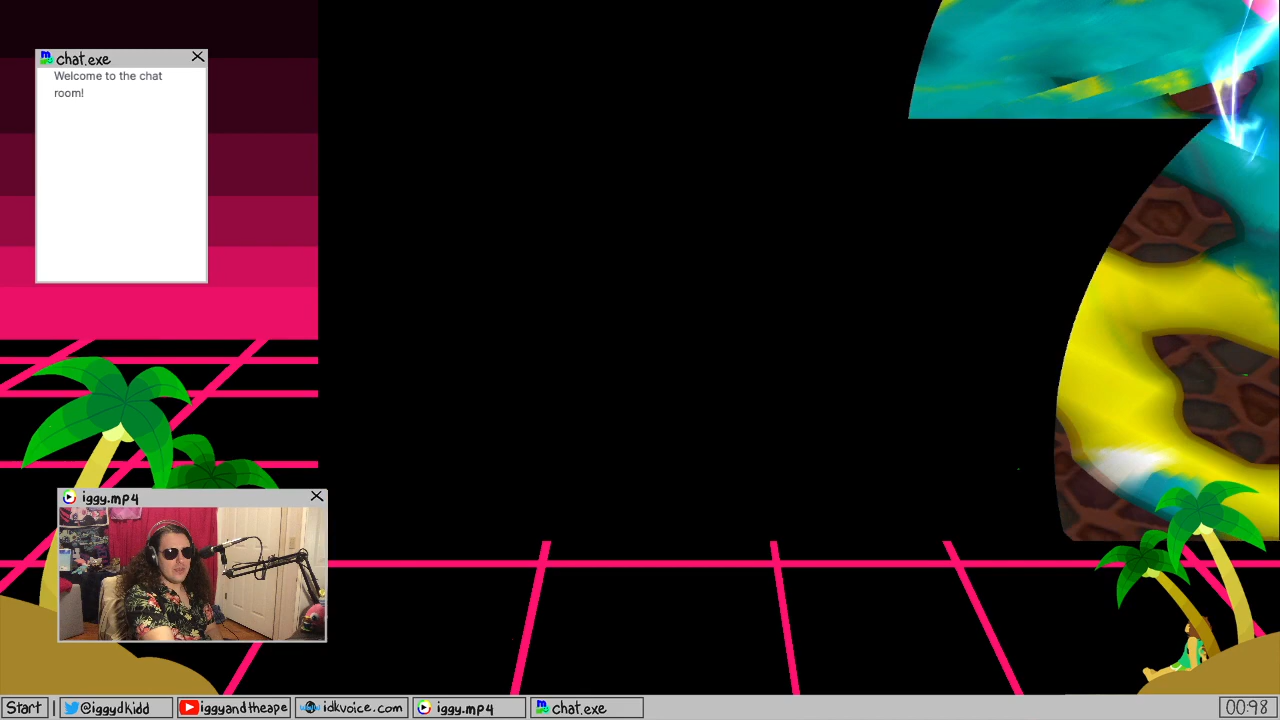 chat.exe
Welcome to the chat
room!
iggy.mp4
Start | @iggydkidd iggyandtheape www idkvoice.com iggy.mp4 chat.exe 00:98